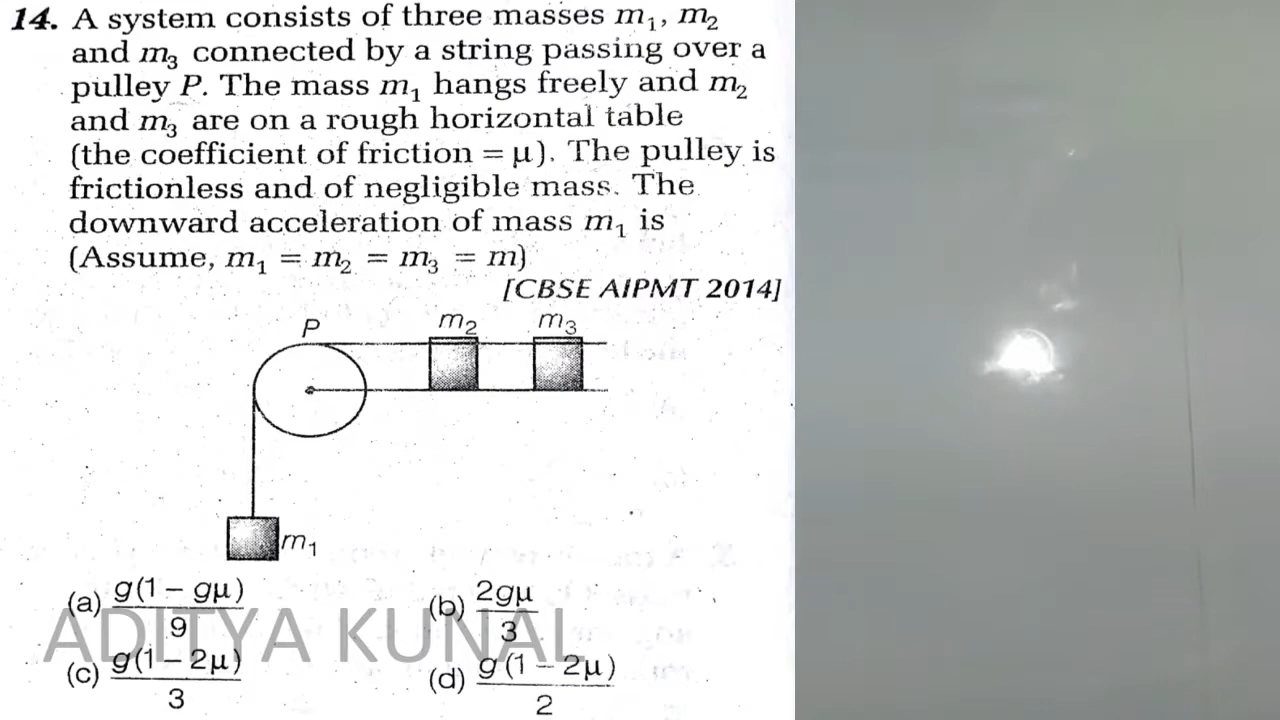 14. A system consists of three masses m₁, m₂
and m₃ connected by a string passing over a
pulley P. The mass m₁ hangs freely and m₂
and m₃ are on a rough horizontal table
(the coefficient of friction = μ). The pulley is
frictionless and of negligible mass. The
downward acceleration of mass m₁ is
(Assume, m₁ = m₂ = m₃ = m)
[CBSE AIPMT 2014]
P m₂ m₃
m₁
(a) g(1 – gμ)/9 (b) 2gμ/3
ADITYA KUNAL
(c) g(1 – 2μ)/3 (d) g(1 – 2μ)/2